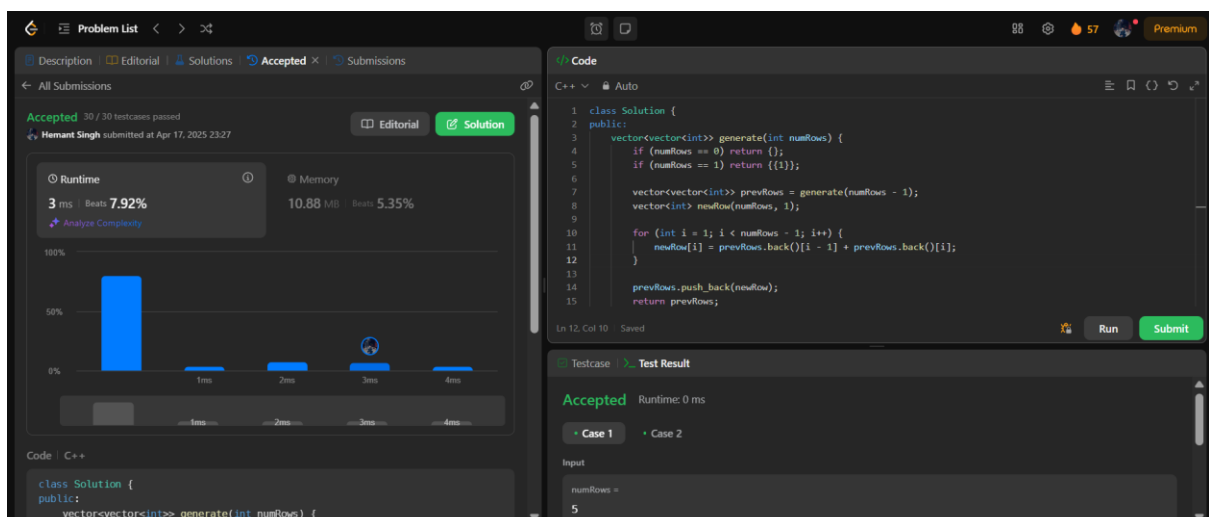 Problem List
57
Premium
Description
Editorial
Solutions
Accepted
Submissions
All Submissions
Accepted 30 / 30 testcases passed
Hemant Singh submitted at Apr 17, 2025 23:27
Editorial
Solution
Runtime
3 ms Beats 7.92%
Analyze Complexity
Memory
10.88 MB Beats 5.35%
100%
50%
0%
1ms 2ms 3ms 4ms
1ms 2ms 3ms 4ms
Code C++
class Solution {
public:
vector<vector<int>> generate(int numRows) {
</> Code
C++ Auto
1 class Solution {
2 public:
3 vector<vector<int>> generate(int numRows) {
4 if (numRows == 0) return {};
5 if (numRows == 1) return {{1}};
6
7 vector<vector<int>> prevRows = generate(numRows - 1);
8 vector<int> newRow(numRows, 1);
9
10 for (int i = 1; i < numRows - 1; i++) {
11 newRow[i] = prevRows.back()[i - 1] + prevRows.back()[i];
12 }
13
14 prevRows.push_back(newRow);
15 return prevRows;
Ln 12, Col 10 Saved
Run
Submit
Testcase
Test Result
Accepted Runtime: 0 ms
Case 1
Case 2
Input
numRows =
5